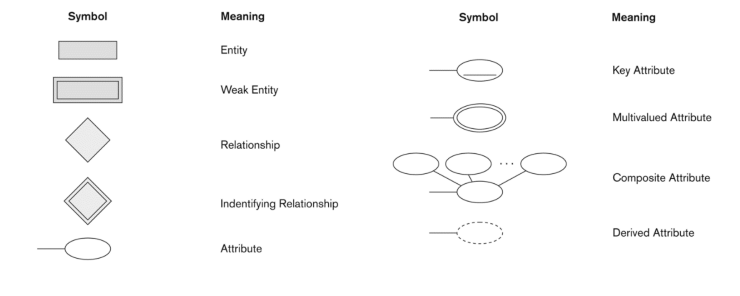 Symbol Meaning
Entity
Weak Entity
Relationship
Indentifying Relationship
Attribute
Symbol Meaning
Key Attribute
Multivalued Attribute
. . .
Composite Attribute
Derived Attribute